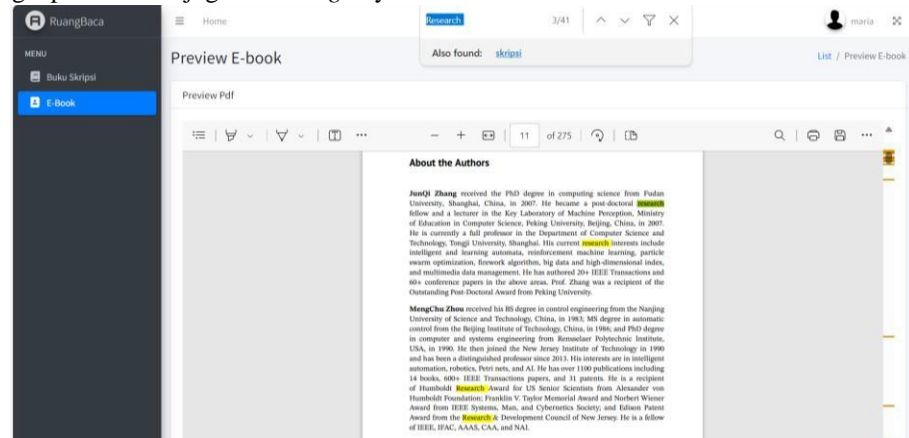 RuangBaca
Home
Research
3/41
Also found: skripsi
maria
MENU
Buku Skripsi
E-Book
Preview E-book
List / Preview E-book
Preview Pdf
11 of 275
About the Authors
JunQi Zhang received the PhD degree in computing science from Fudan
University, Shanghai, China, in 2007. He became a post-doctoral research
fellow and a lecturer in the Key Laboratory of Machine Perception, Ministry
of Education in Computer Science, Peking University, Beijing, China, in 2007.
He is currently a full professor in the Department of Computer Science and
Technology, Tongji University, Shanghai. His current research interests include
intelligent and learning automata, reinforcement machine learning, particle
swarm optimization, firework algorithm, big data and high-dimensional index,
and multimedia data management. He has authored 20+ IEEE Transactions and
60+ conference papers in the above areas. Prof. Zhang was a recipient of the
Outstanding Post-Doctoral Award from Peking University.
MengChu Zhou received his BS degree in control engineering from the Nanjing
University of Science and Technology, China, in 1983; MS degree in automatic
control from the Beijing Institute of Technology, China, in 1986; and PhD degree
in computer and systems engineering from Rensselaer Polytechnic Institute,
USA, in 1990. He then joined the New Jersey Institute of Technology in 1990
and has been a distinguished professor since 2013. His interests are in intelligent
automation, robotics, Petri nets, and AI. He has over 1100 publications including
14 books, 600+ IEEE Transactions papers, and 31 patents. He is a recipient
of Humboldt Research Award for US Senior Scientists from Alexander von
Humboldt Foundation; Franklin V. Taylor Memorial Award and Norbert Wiener
Award from IEEE Systems, Man, and Cybernetics Society; and Edison Patent
Award from the Research & Development Council of New Jersey. He is a fellow
of IEEE, IFAC, AAAS, CAA, and NAI.